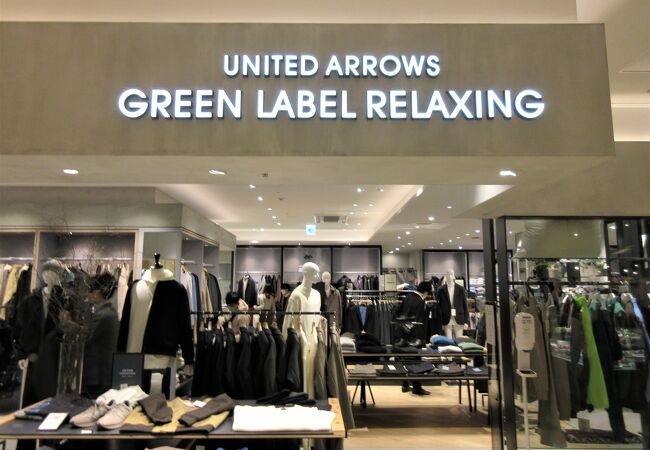 UNITED ARROWS
GREEN LABEL RELAXING